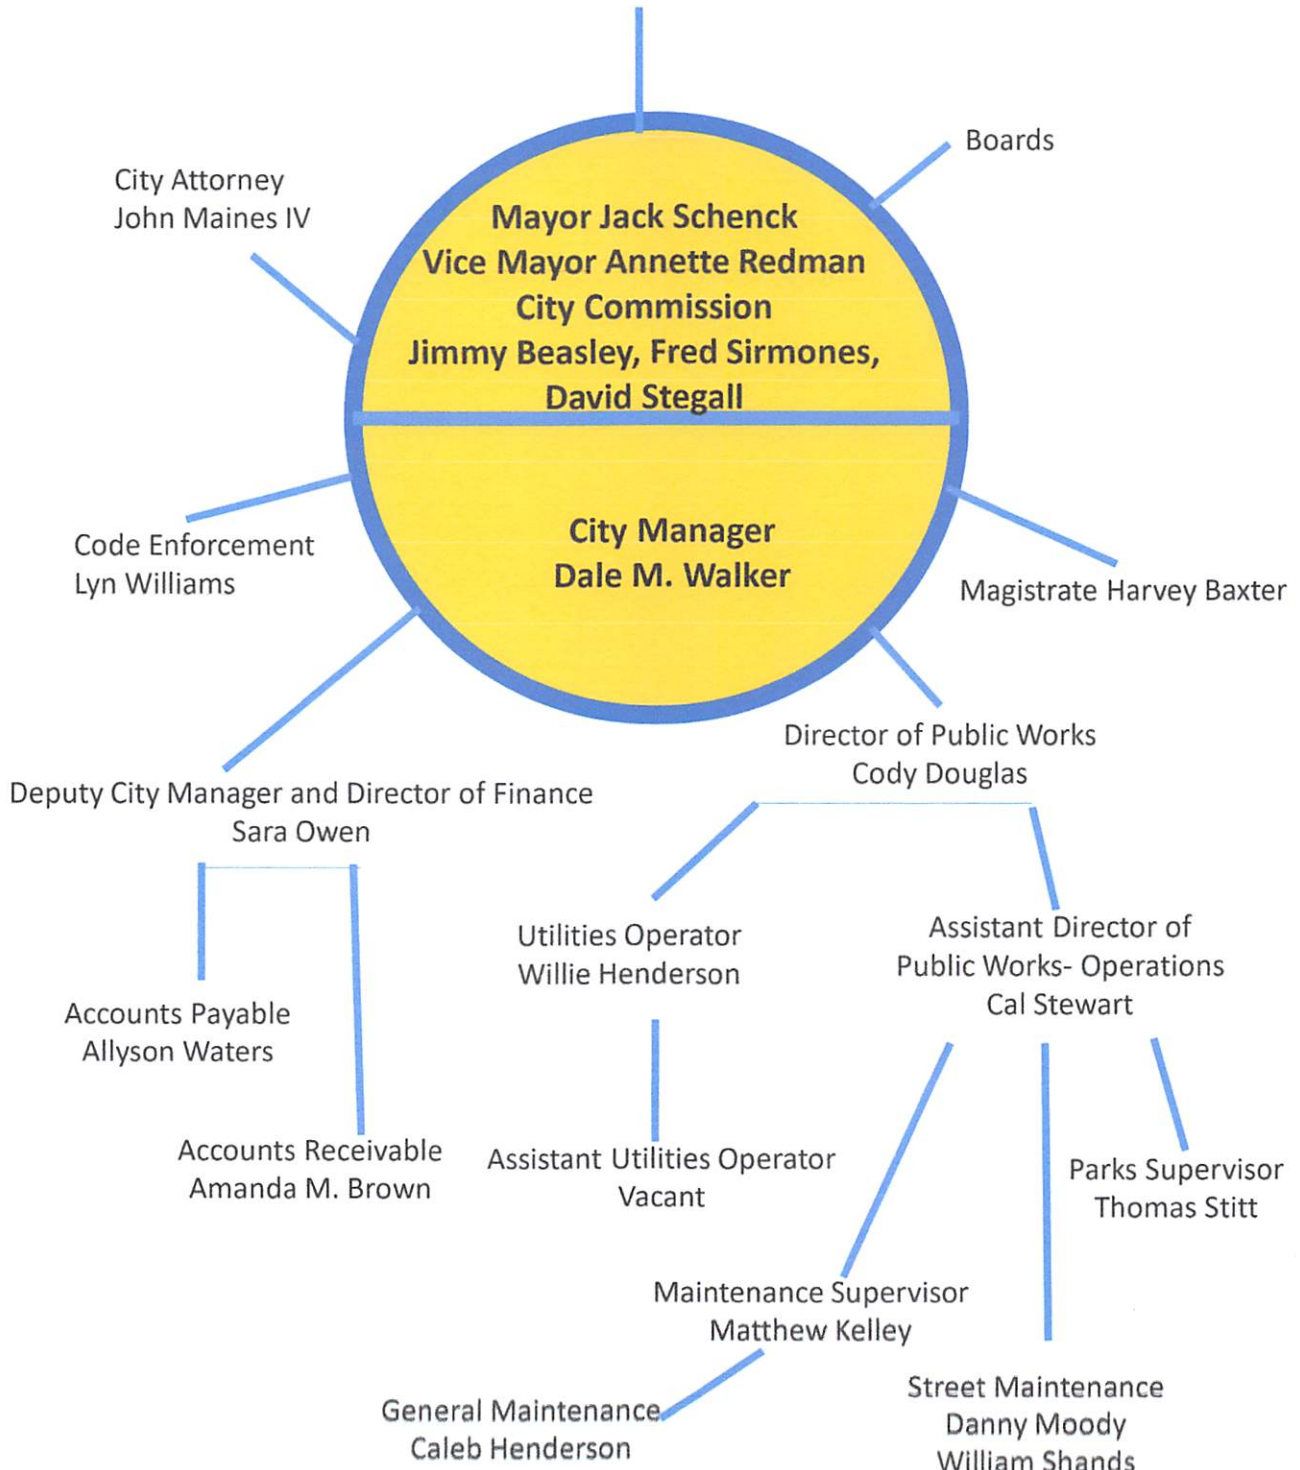 Boards
City Attorney
John Maines IV
Mayor Jack Schenck
Vice Mayor Annette Redman
City Commission
Jimmy Beasley, Fred Sirmones,
David Stegall
City Manager
Dale M. Walker
Code Enforcement
Lyn Williams
Magistrate Harvey Baxter
Director of Public Works
Cody Douglas
Deputy City Manager and Director of Finance
Sara Owen
Utilities Operator
Willie Henderson
Assistant Director of
Public Works- Operations
Cal Stewart
Accounts Payable
Allyson Waters
Accounts Receivable
Amanda M. Brown
Assistant Utilities Operator
Vacant
Parks Supervisor
Thomas Stitt
Maintenance Supervisor
Matthew Kelley
General Maintenance
Caleb Henderson
Street Maintenance
Danny Moody
William Shands